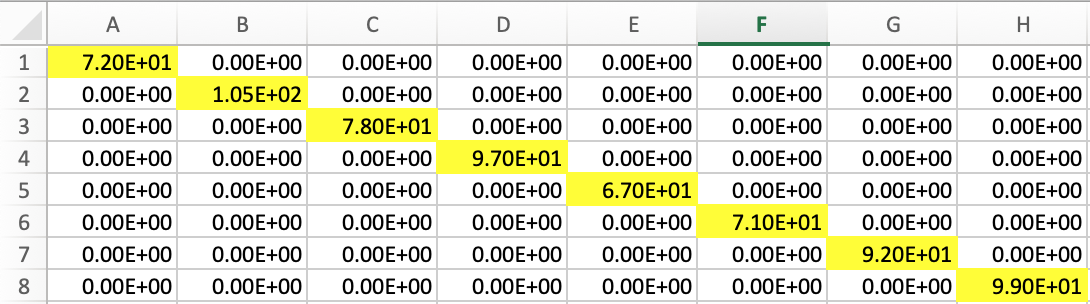 A B C D E F G H
1 7.20E+01 0.00E+00 0.00E+00 0.00E+00 0.00E+00 0.00E+00 0.00E+00 0.00E+00
2 0.00E+00 1.05E+02 0.00E+00 0.00E+00 0.00E+00 0.00E+00 0.00E+00 0.00E+00
3 0.00E+00 0.00E+00 7.80E+01 0.00E+00 0.00E+00 0.00E+00 0.00E+00 0.00E+00
4 0.00E+00 0.00E+00 0.00E+00 9.70E+01 0.00E+00 0.00E+00 0.00E+00 0.00E+00
5 0.00E+00 0.00E+00 0.00E+00 0.00E+00 6.70E+01 0.00E+00 0.00E+00 0.00E+00
6 0.00E+00 0.00E+00 0.00E+00 0.00E+00 0.00E+00 7.10E+01 0.00E+00 0.00E+00
7 0.00E+00 0.00E+00 0.00E+00 0.00E+00 0.00E+00 0.00E+00 9.20E+01 0.00E+00
8 0.00E+00 0.00E+00 0.00E+00 0.00E+00 0.00E+00 0.00E+00 0.00E+00 9.90E+01